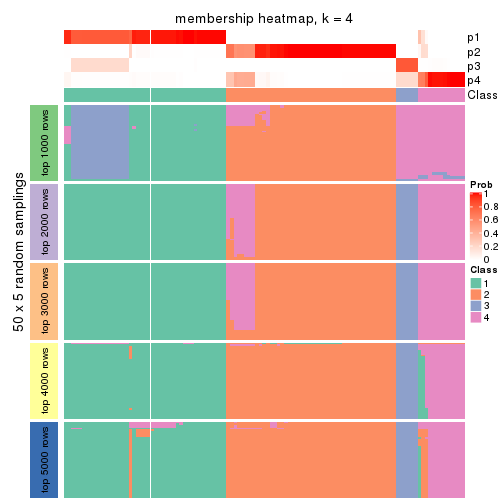 membership heatmap, k = 4
p1
p2
p3
p4
Class
50 x 5 random samplings
top 1000 rows
top 2000 rows
top 3000 rows
top 4000 rows
top 5000 rows
Prob
1
0.8
0.6
0.4
0.2
0
Class
1
2
3
4